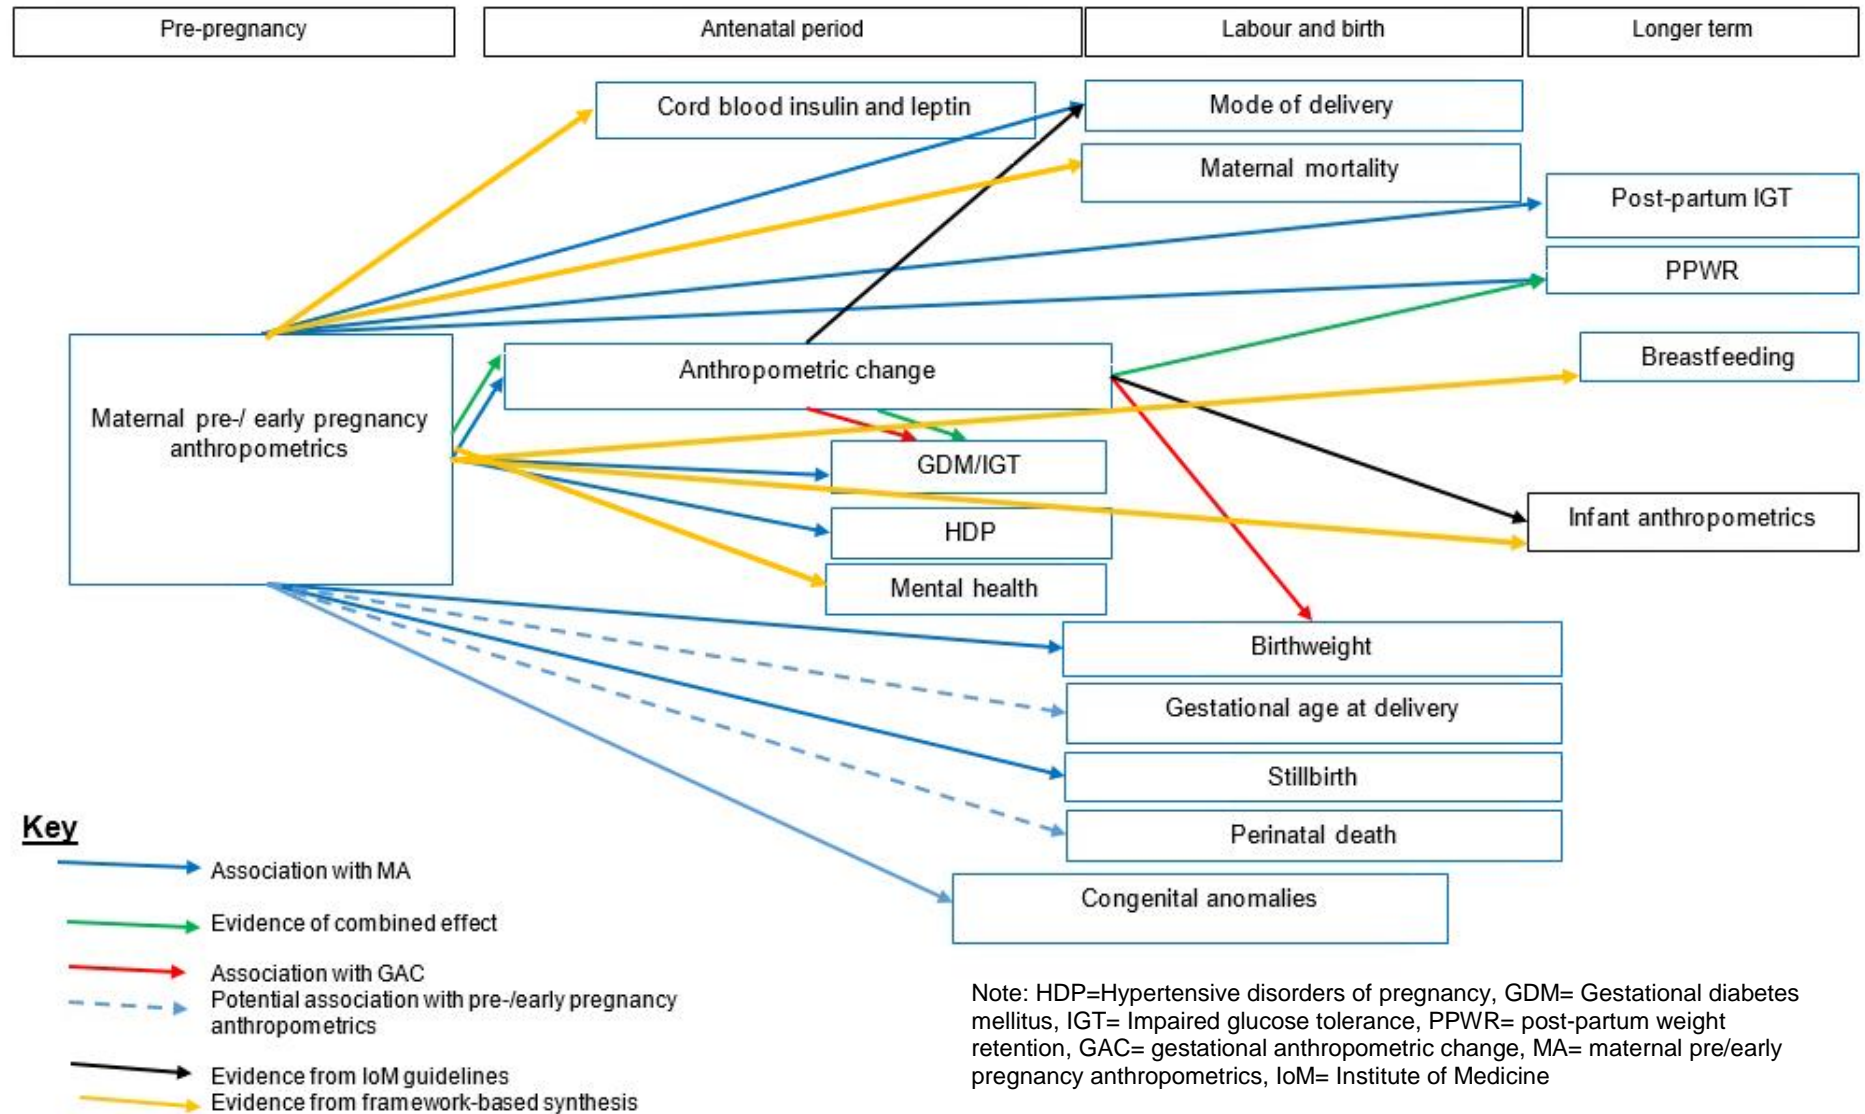 Pre-pregnancy
Antenatal period
Labour and birth
Longer term
Cord blood insulin and leptin
Mode of delivery
Maternal mortality
Post-partum IGT
PPWR
Breastfeeding
Anthropometric change
Maternal pre-/ early pregnancy
anthropometrics
GDM/IGT
HDP
Mental health
Infant anthropometrics
Birthweight
Gestational age at delivery
Stillbirth
Perinatal death
Congenital anomalies
Key
Association with MA
Evidence of combined effect
Association with GAC
Potential association with pre-/early pregnancy
anthropometrics
Evidence from IoM guidelines
Evidence from framework-based synthesis
Note: HDP=Hypertensive disorders of pregnancy, GDM= Gestational diabetes
mellitus, IGT= Impaired glucose tolerance, PPWR= post-partum weight
retention, GAC= gestational anthropometric change, MA= maternal pre/early
pregnancy anthropometrics, IoM= Institute of Medicine